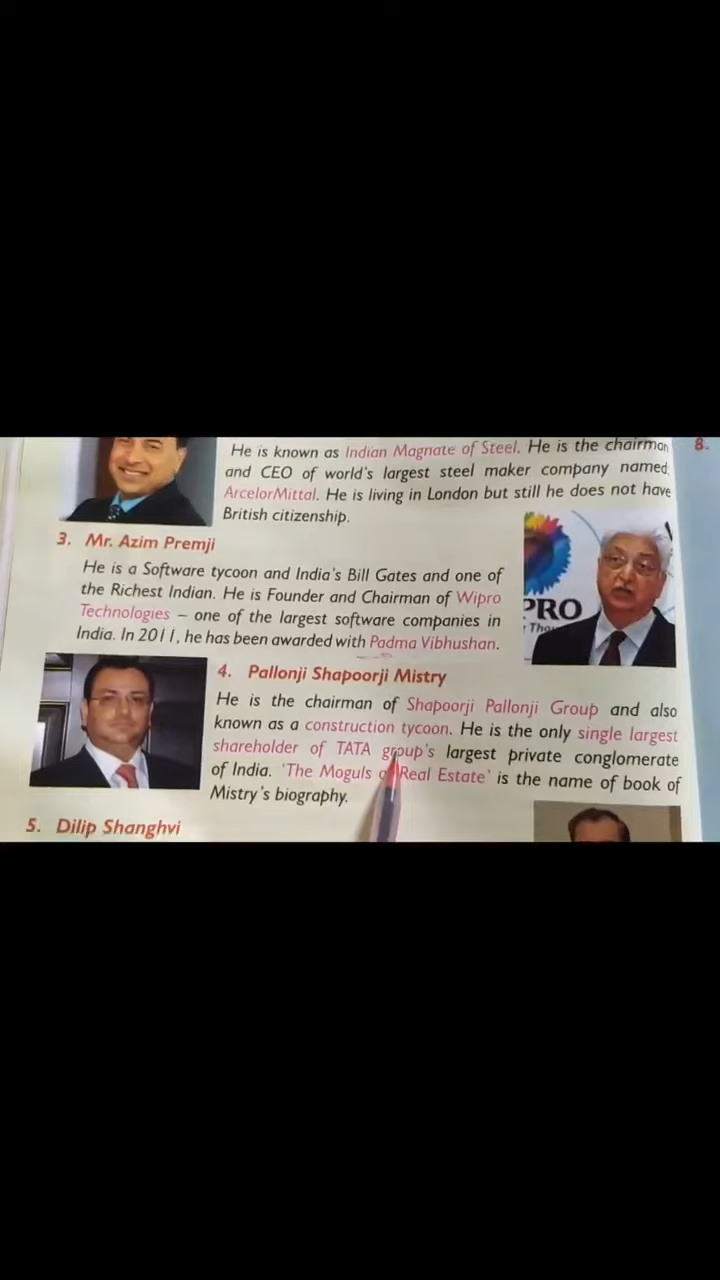 He is known as Indian Magnate of Steel. He is the chairman
and CEO of world's largest steel maker company named,
ArcelorMittal. He is living in London but still he does not have
British citizenship.
8.
3. Mr. Azim Premji
He is a Software tycoon and India's Bill Gates and one of
the Richest Indian. He is Founder and Chairman of Wipro
Technologies – one of the largest software companies in
India. In 2011, he has been awarded with Padma Vibhushan.
PRO
4. Pallonji Shapoorji Mistry
He is the chairman of Shapoorji Pallonji Group and also
known as a construction tycoon. He is the only single largest
shareholder of TATA group's largest private conglomerate
of India. 'The Moguls of Real Estate' is the name of book of
Mistry's biography.
5. Dilip Shanghvi